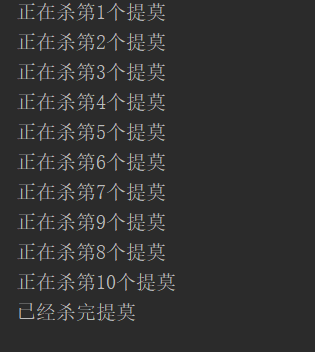 正在杀第1个提莫
正在杀第2个提莫
正在杀第3个提莫
正在杀第4个提莫
正在杀第5个提莫
正在杀第6个提莫
正在杀第7个提莫
正在杀第9个提莫
正在杀第8个提莫
正在杀第10个提莫
已经杀完提莫